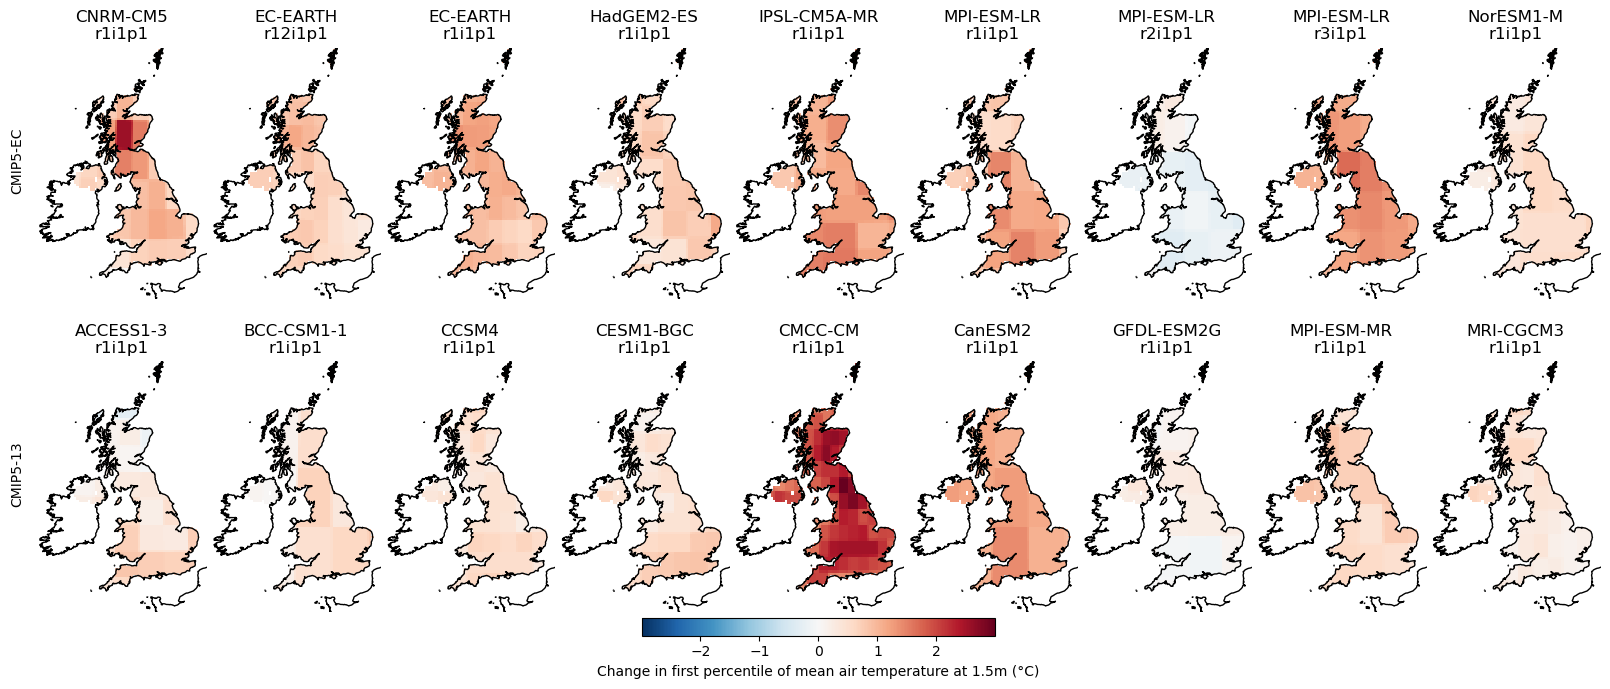 CNRM-CM5
r1i1p1
EC-EARTH
r12i1p1
EC-EARTH
r1i1p1
HadGEM2-ES
r1i1p1
IPSL-CM5A-MR
r1i1p1
MPI-ESM-LR
r1i1p1
MPI-ESM-LR
r2i1p1
MPI-ESM-LR
r3i1p1
NorESM1-M
r1i1p1
CMIP5-EC
ACCESS1-3
r1i1p1
BCC-CSM1-1
r1i1p1
CCSM4
r1i1p1
CESM1-BGC
r1i1p1
CMCC-CM
r1i1p1
CanESM2
r1i1p1
GFDL-ESM2G
r1i1p1
MPI-ESM-MR
r1i1p1
MRI-CGCM3
r1i1p1
CMIP5-13
−2 −1 0 1 2
Change in first percentile of mean air temperature at 1.5m (°C)